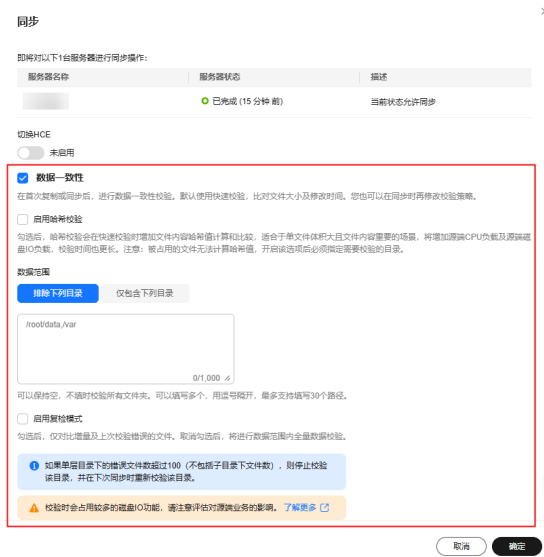 同步
即将对以下1台服务器进行同步操作：
服务器名称 服务器状态 描述
已完成 (15 分钟 前) 当前状态允许同步
切换HCE
未启用
数据一致性
在首次复制或同步后，进行数据一致性校验。默认使用快速校验，比对文件大小及修改时间。您也可以在同步时再修改校验策略。
启用哈希校验
勾选后，哈希校验会在快速校验时增加文件内容哈希值计算和比较，适合于单文件体积大且文件内容重要的场景，将增加源端CPU负载及源端磁
盘IO负载，校验时间也更长。注意：被占用的文件无法计算哈希值，开启该选项后必须指定需要校验的目录。
数据范围
排除下列目录 仅包含下列目录
/root/data,/var
0/1,000
可以保持空，不填时校验所有文件夹。可以填写多个，用逗号隔开，最多支持填写30个路径。
启用复检模式
勾选后，仅对比增量及上次校验错误的文件。取消勾选后，将进行数据范围内全量数据校验。
如果单层目录下的错误文件数超过100（不包括子目录下文件数），则停止校验
该目录，并在下次同步时重新校验该目录。
校验时会占用较多的磁盘IO功能，请注意评估对源端业务的影响。 了解更多
取消 确定